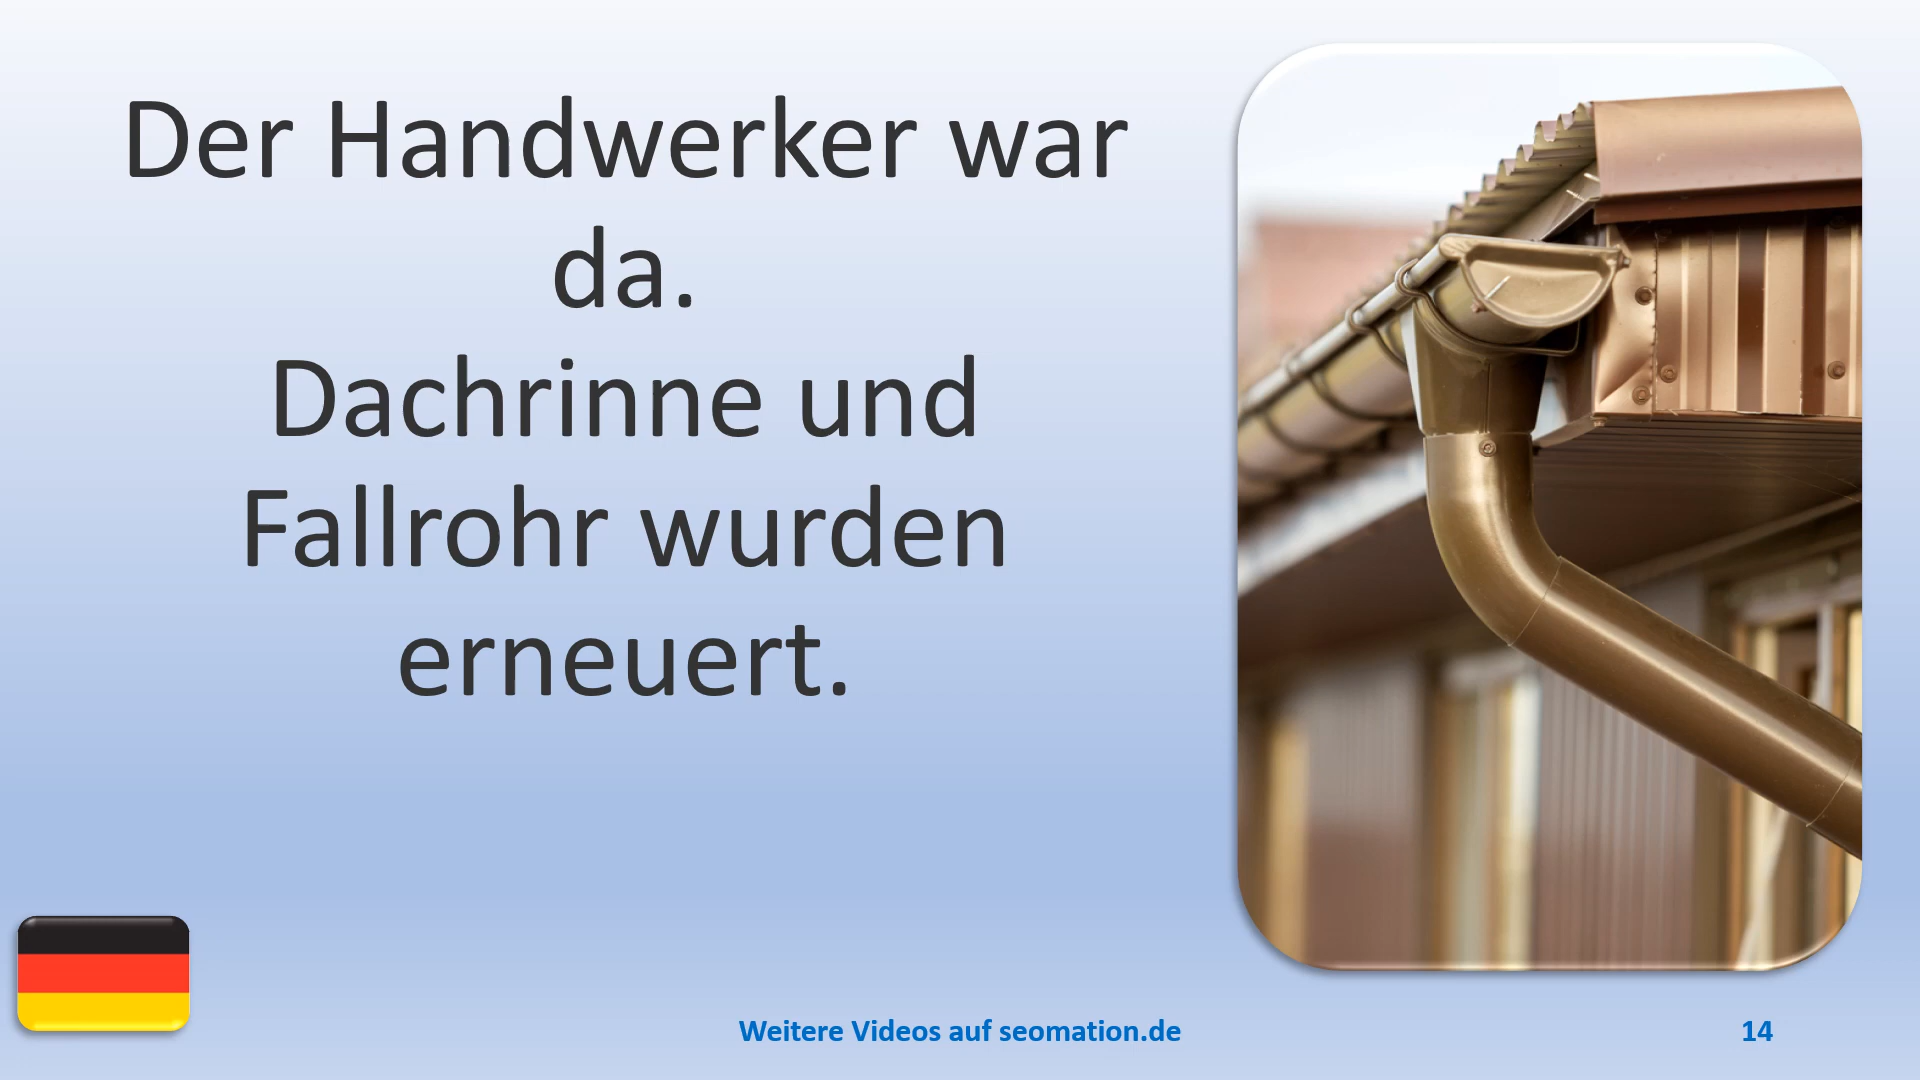 Der Handwerker war
da.
Dachrinne und
Fallrohr wurden
erneuert.
Weitere Videos auf seomation.de
14